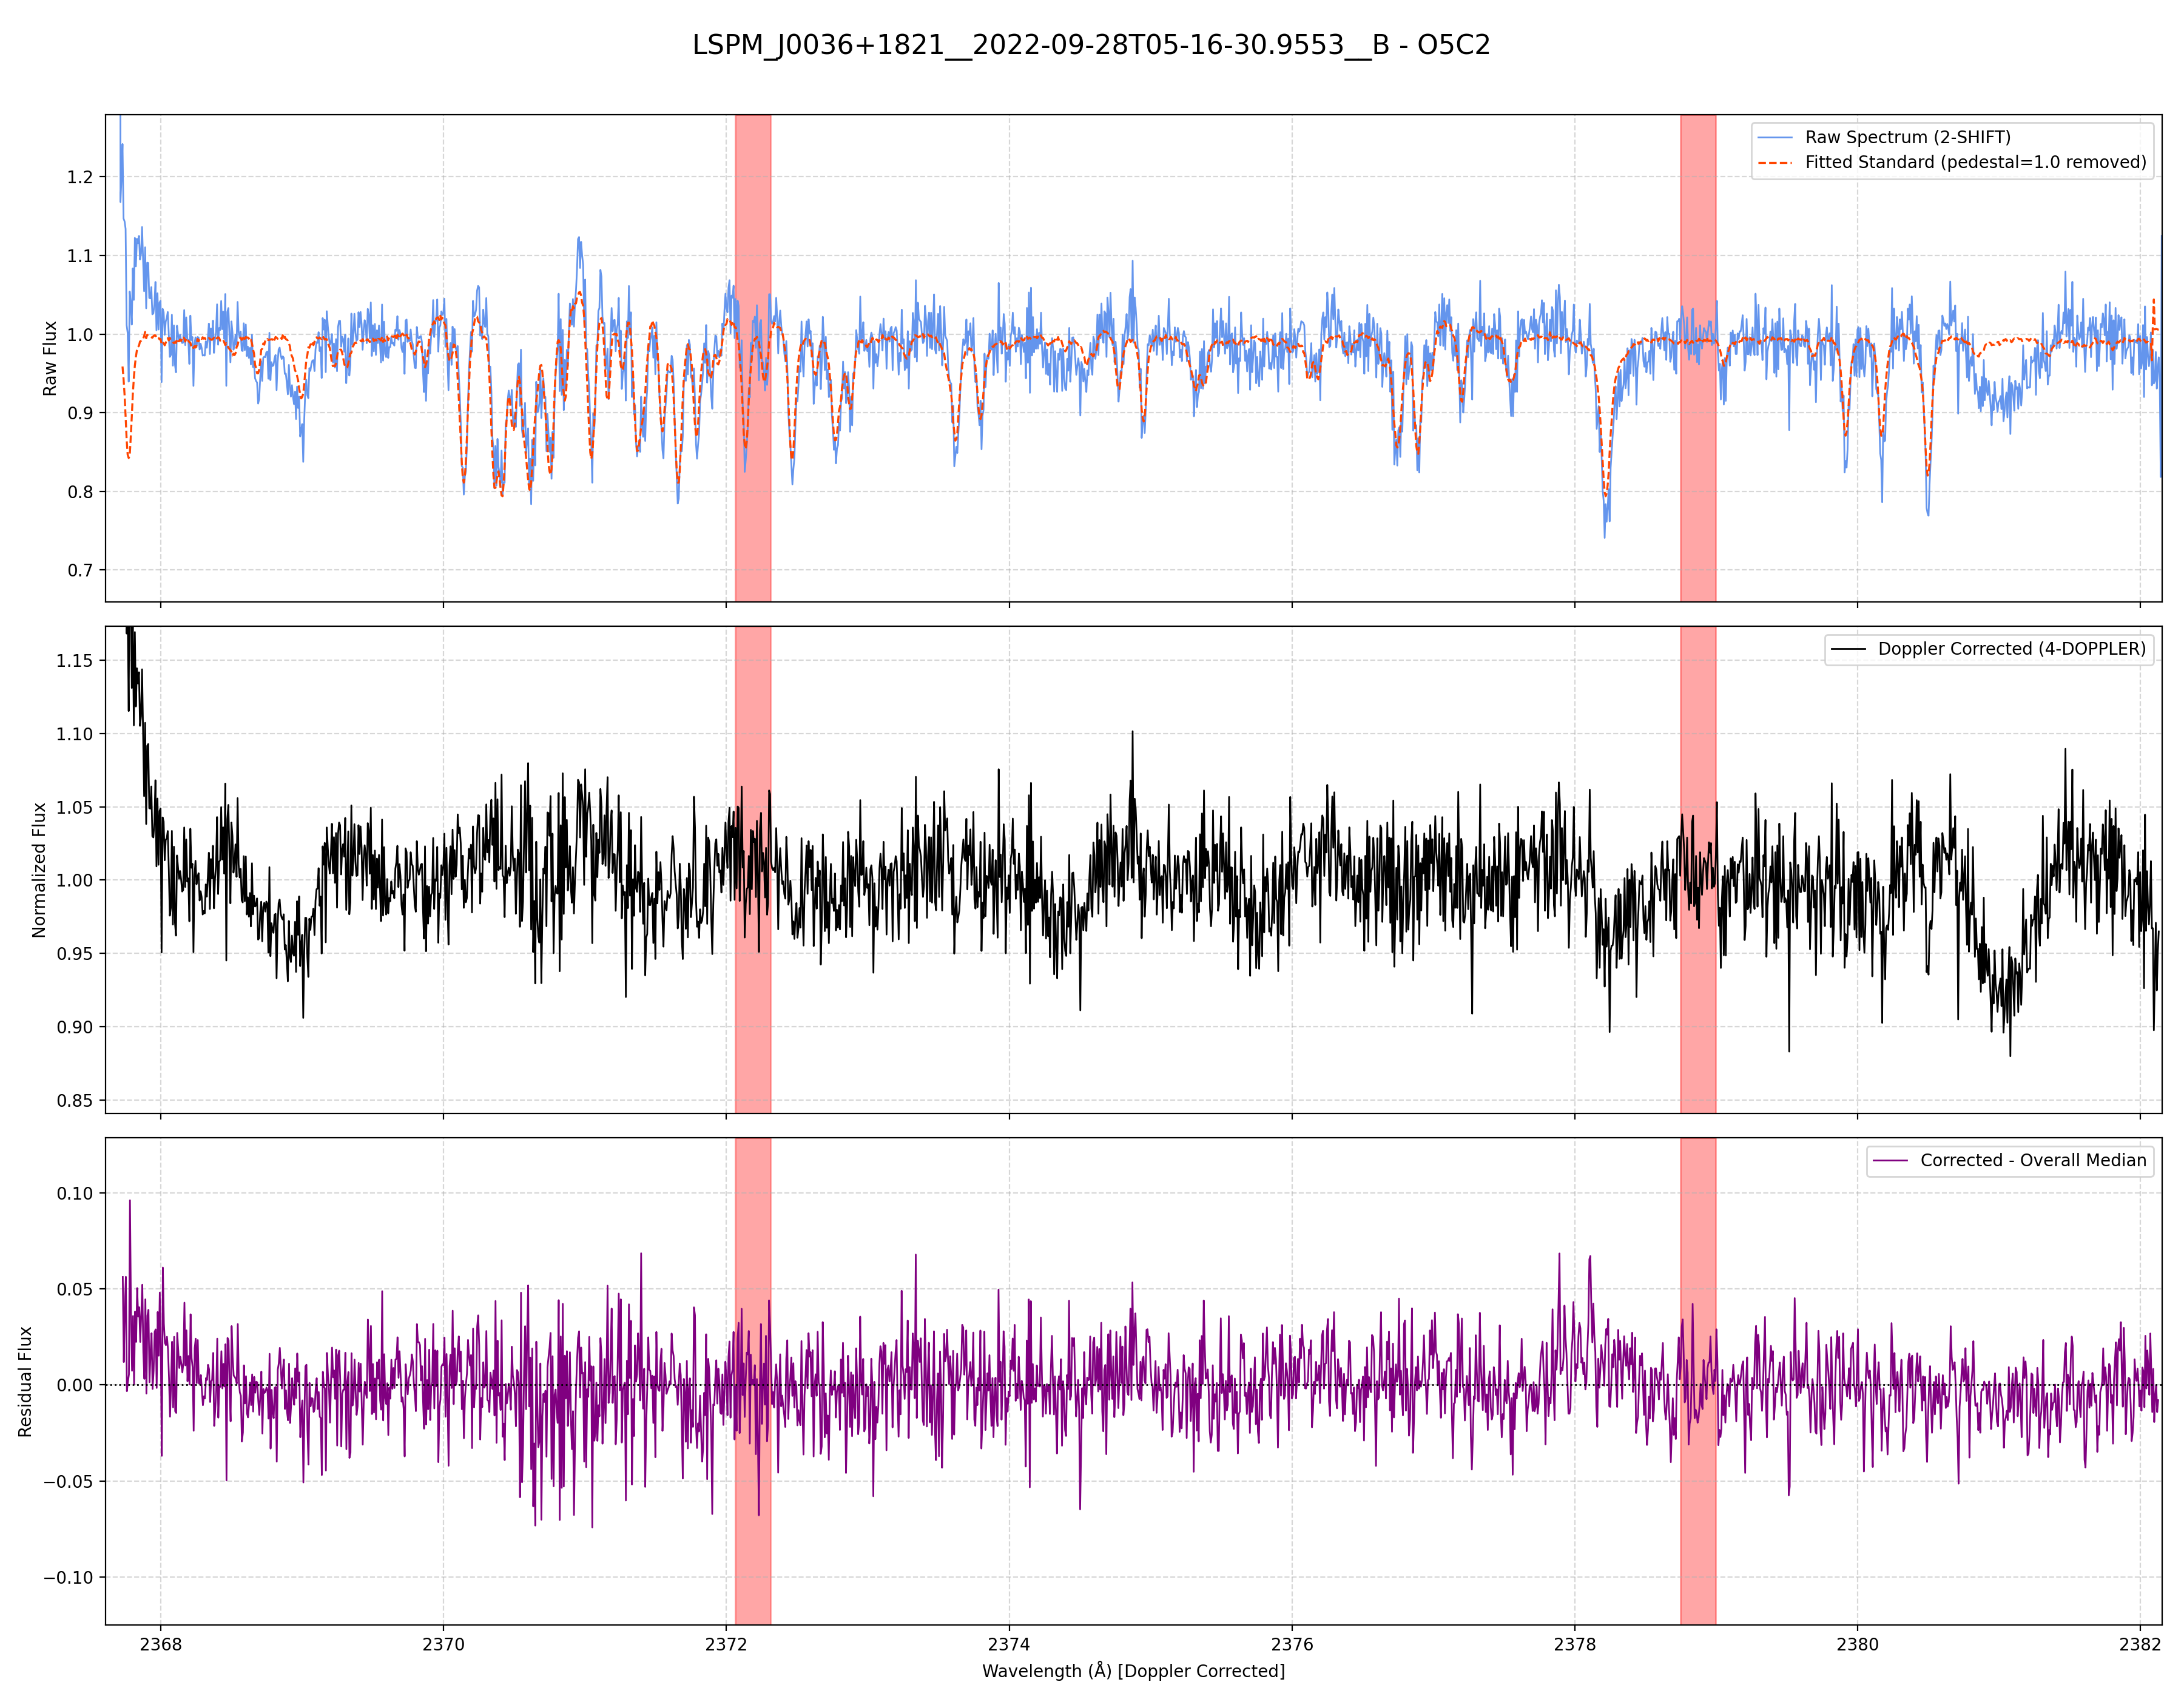 LSPM_J0036+1821__2022-09-28T05-16-30.9553__B - O5C2
Raw Spectrum (2-SHIFT)
Fitted Standard (pedestal=1.0 removed)
1.2
1.1
1.0
0.9
0.8
0.7
Raw Flux
Doppler Corrected (4-DOPPLER)
1.15
1.10
1.05
1.00
0.95
0.90
0.85
Normalized Flux
Corrected - Overall Median
0.10
0.05
0.00
−0.05
−0.10
Residual Flux
2368 2370 2372 2374 2376 2378 2380 2382
Wavelength (Å) [Doppler Corrected]